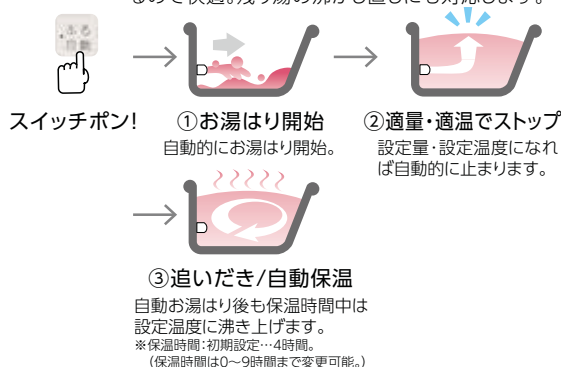 るので快適。残り湯の沸かし直しにも対応します。
スイッチポン!
①お湯はり開始
自動的にお湯はり開始。
②適量・適温でストップ
設定量・設定温度になれ
ば自動的に止まります。
③追いだき/自動保温
自動お湯はり後も保温時間中は
設定温度に沸き上げます。
※保温時間:初期設定…4時間。
(保温時間は0〜9時間まで変更可能。)